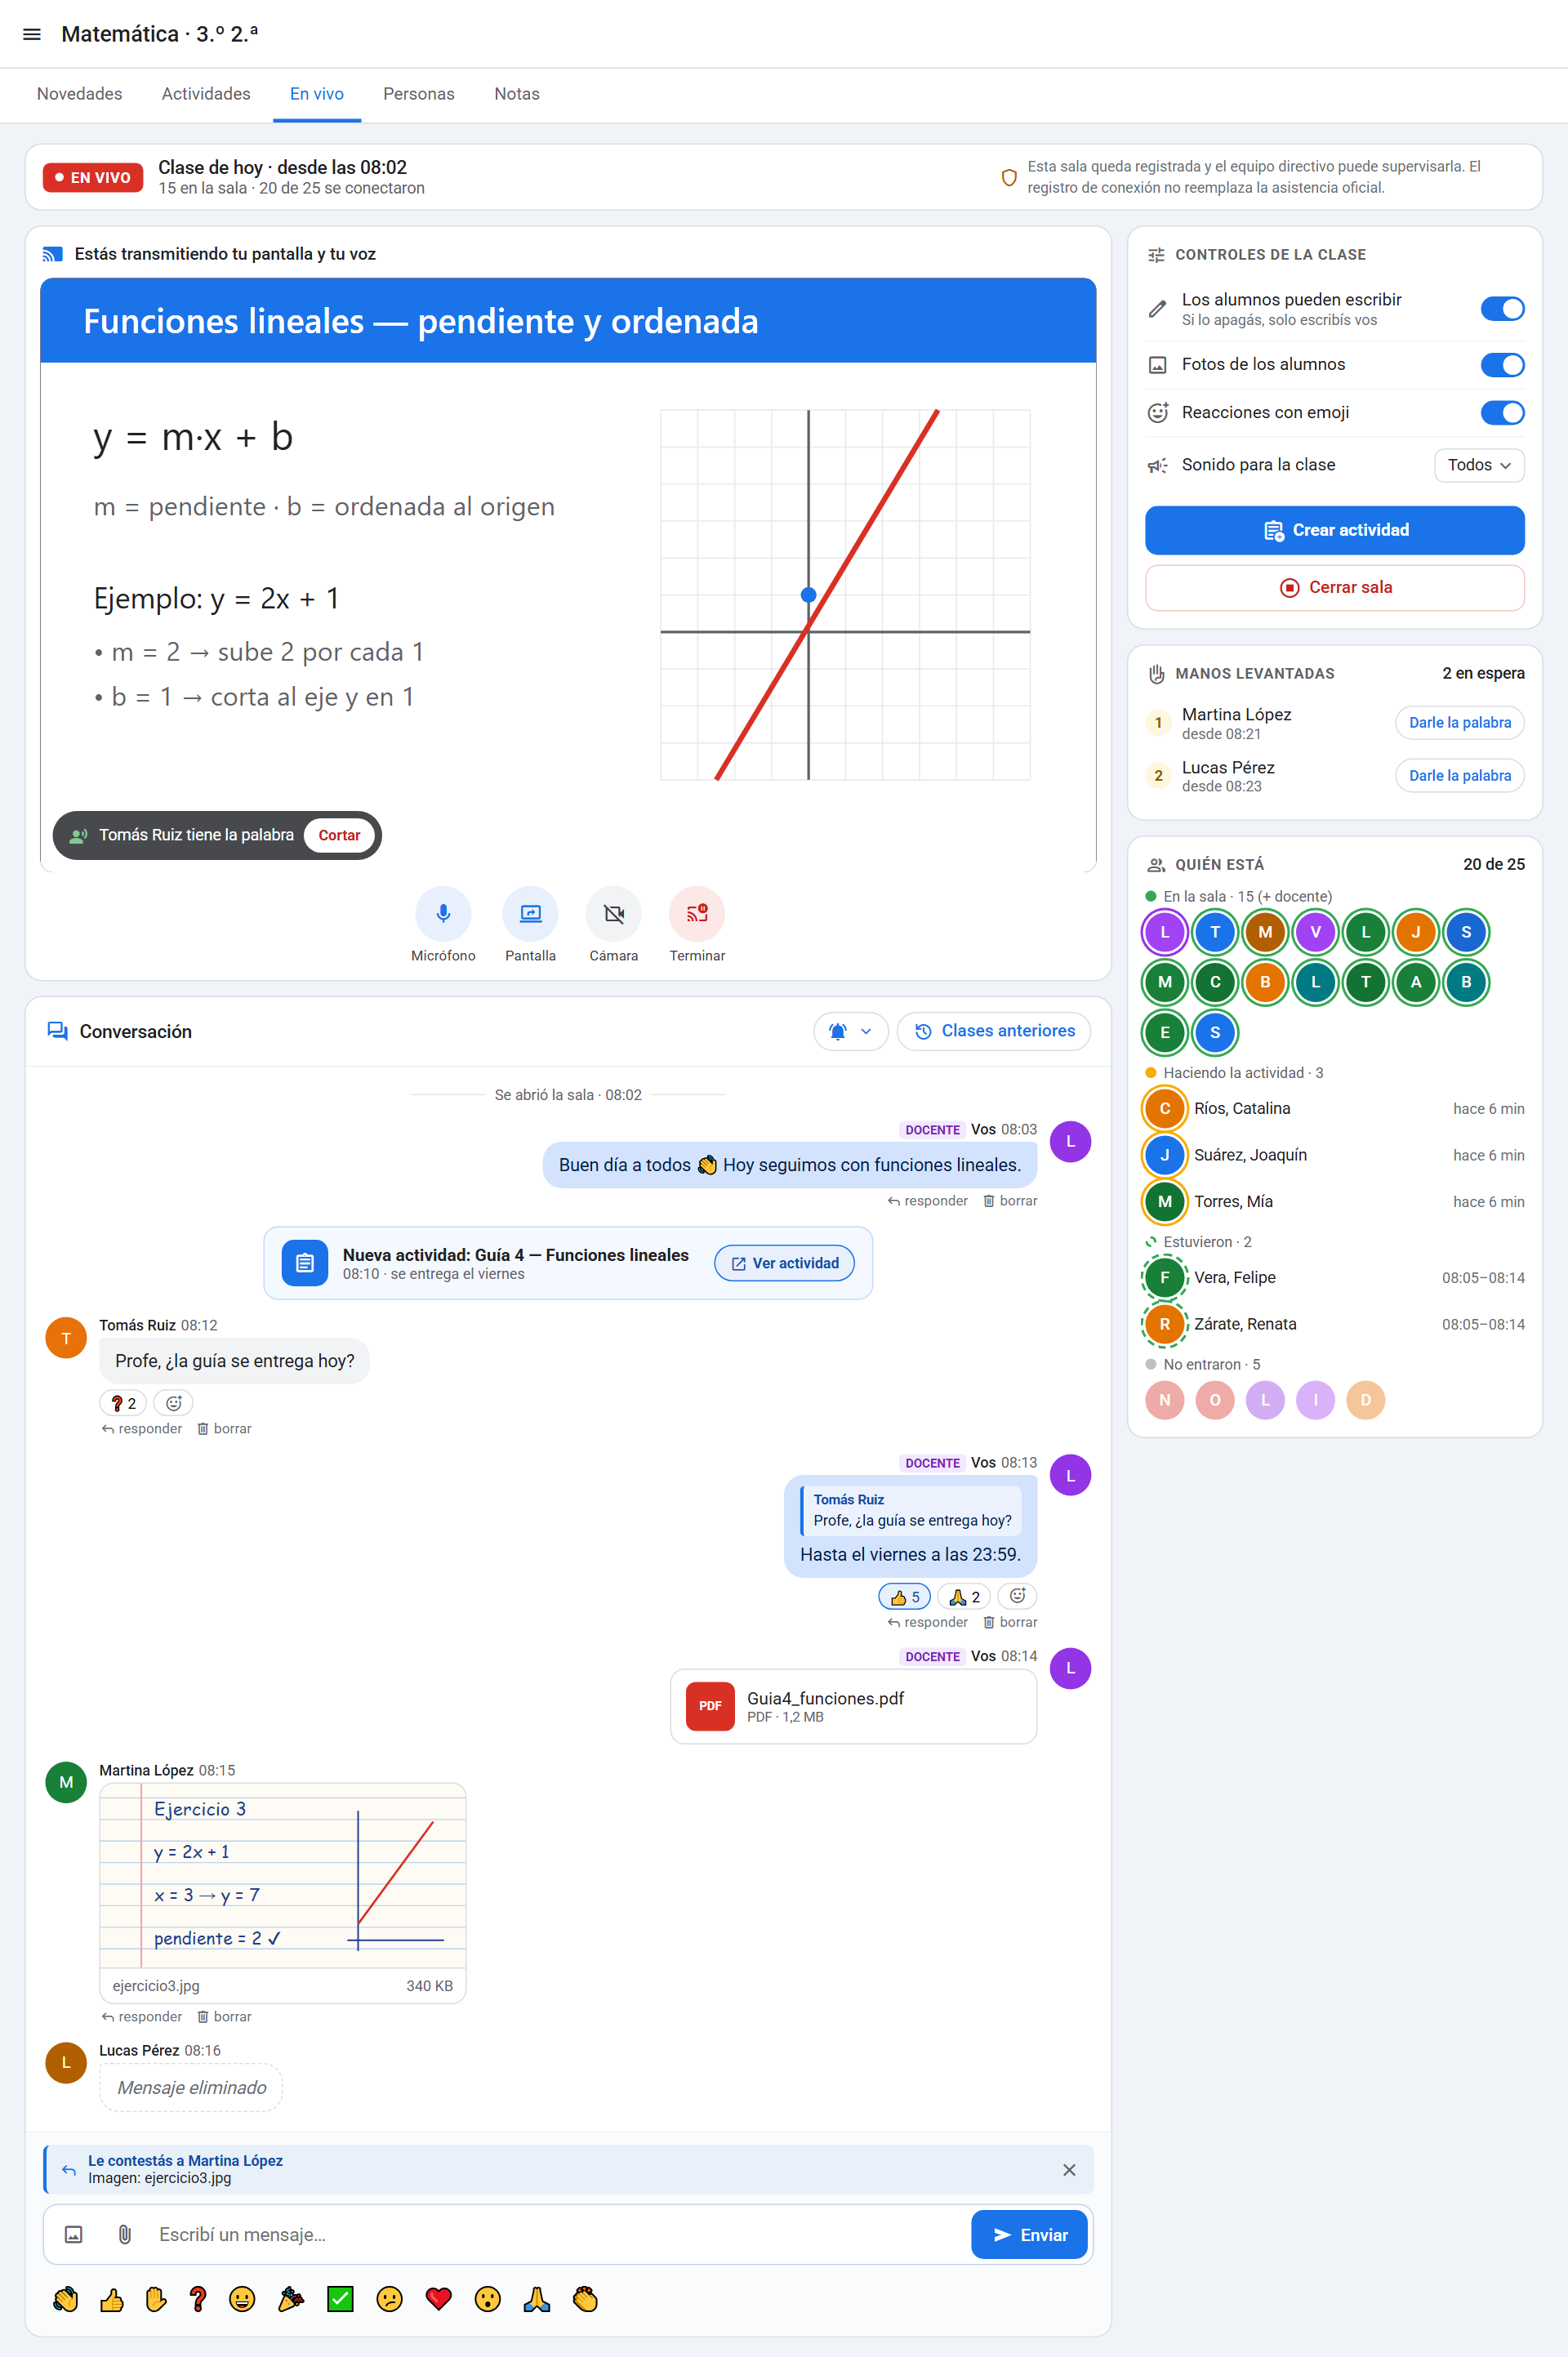 Matemática · 3.º 2.ª
Novedades
Actividades
En vivo
Personas
Notas
EN VIVO
Clase de hoy · desde las 08:02
15 en la sala · 20 de 25 se conectaron
Esta sala queda registrada y el equipo directivo puede supervisarla. El
registro de conexión no reemplaza la asistencia oficial.
Estás transmitiendo tu pantalla y tu voz
Funciones lineales — pendiente y ordenada
y = m·x + b
m = pendiente · b = ordenada al origen
Ejemplo: y = 2x + 1
• m = 2 → sube 2 por cada 1
• b = 1 → corta al eje y en 1
Tomás Ruiz tiene la palabra
Cortar
Micrófono
Pantalla
Cámara
Terminar
CONTROLES DE LA CLASE
Los alumnos pueden escribir
Si lo apagás, solo escribís vos
Fotos de los alumnos
Reacciones con emoji
Sonido para la clase
Todos
Crear actividad
Cerrar sala
MANOS LEVANTADAS
2 en espera
1
Martina López
desde 08:21
Darle la palabra
2
Lucas Pérez
desde 08:23
Darle la palabra
QUIÉN ESTÁ
20 de 25
En la sala · 15 (+ docente)
L T M V L J S
M C B L T A B
E S
Haciendo la actividad · 3
C Ríos, Catalina hace 6 min
J Suárez, Joaquín hace 6 min
M Torres, Mía hace 6 min
Estuvieron · 2
F Vera, Felipe 08:05–08:14
R Zárate, Renata 08:05–08:14
No entraron · 5
N O L I D
Conversación
Clases anteriores
Se abrió la sala · 08:02
DOCENTE Vos 08:03
L
Buen día a todos 👋 Hoy seguimos con funciones lineales.
responder borrar
Nueva actividad: Guía 4 — Funciones lineales
08:10 · se entrega el viernes
Ver actividad
T
Tomás Ruiz 08:12
Profe, ¿la guía se entrega hoy?
❓ 2
responder borrar
DOCENTE Vos 08:13
L
Tomás Ruiz
Profe, ¿la guía se entrega hoy?
Hasta el viernes a las 23:59.
👍 5 🙏 2
responder borrar
DOCENTE Vos 08:14
L
PDF
Guia4_funciones.pdf
PDF · 1,2 MB
M
Martina López 08:15
Ejercicio 3
y = 2x + 1
x = 3 → y = 7
pendiente = 2 ✓
ejercicio3.jpg 340 KB
responder borrar
L
Lucas Pérez 08:16
Mensaje eliminado
Le contestás a Martina López
Imagen: ejercicio3.jpg
Escribí un mensaje...
Enviar